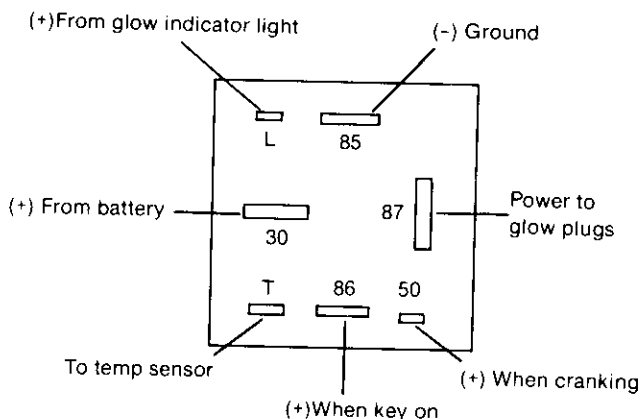 (+)From glow indicator light
(-) Ground
L
85
(+) From battery
30
87
Power to
glow plugs
T
86
50
To temp sensor
(+)When key on
(+) When cranking